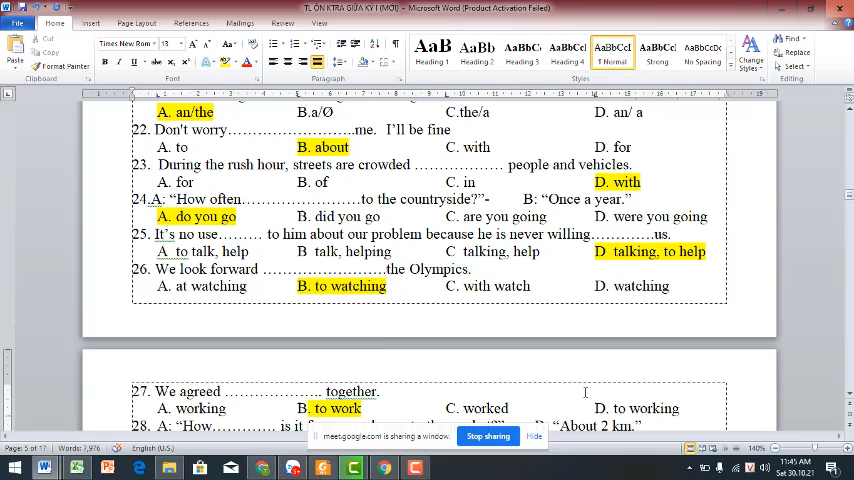 TL ÔN KTRA GIỮA KỲ I (MỚI) - Microsoft Word (Product Activation Failed)
File Home Insert Page Layout References Mailings Review View
Paste
Cut
Copy
Format Painter
Clipboard
Times New Rom 13
Font
Paragraph
AaB AaBb AaBbC AaBbCcI AaBbCcI AaBbCcI AaBbCcDc
Heading 1 Heading 2 Heading 3 Heading 4 ¶ Normal Strong No Spacing
Styles
Change Styles
Find
Replace
Select
Editing
A. an/the B.a/Ø C.the/a D. an/ a
22. Don't worry…………………..me. I’ll be fine
A. to B. about C. with D. for
23. During the rush hour, streets are crowded ……………… people and vehicles.
A. for B. of C. in D. with
24.A: “How often……………………to the countryside?”- B: “Once a year.”
A. do you go B. did you go C. are you going D. were you going
25. It’s no use……… to him about our problem because he is never willing………….us.
A to talk, help B talk, helping C talking, help D talking, to help
26. We look forward …………………….the Olympics.
A. at watching B. to watching C. with watch D. watching
27. We agreed ………………… together.
A. working B. to work C. worked D. to working
28. A: “How………… is it “About 2 km.”
meet.google.com is sharing a window. Stop sharing Hide
Page: 5 of 17 Words: 7,976 English (U.S.) 140%
11:45 AM
Sat 30.10.21